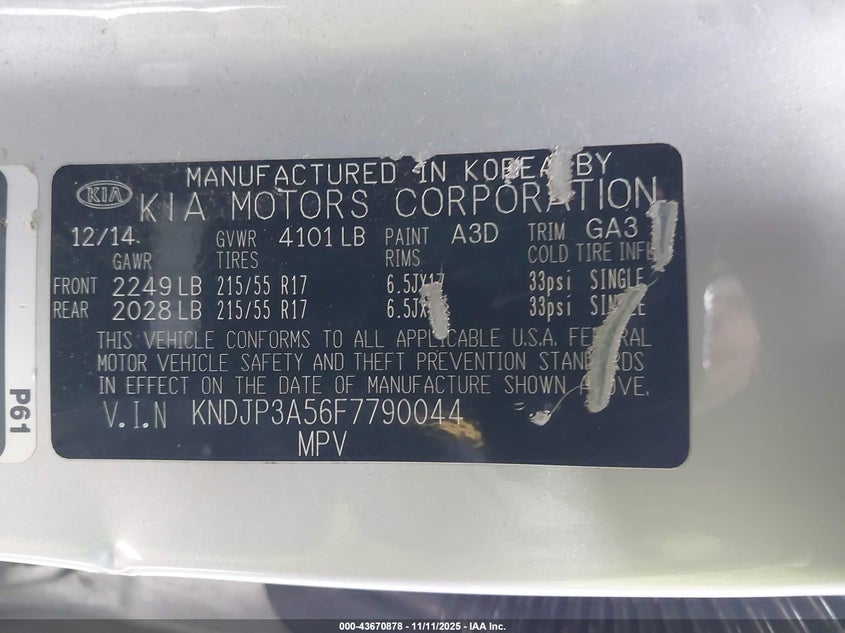 MANUFACTURED IN KOREA BY
KIA
KIA MOTORS CORPORATION
12/14. GVWR 4101 LB PAINT A3D TRIM GA3
GAWR TIRES RIMS COLD TIRE
FRONT 2249 LB 215/55 R17 6.5JX17 33psi SINGLE
REAR 2028 LB 215/55 R17 33psi SINGLE
THIS VEHICLE CONFORMS TO ALL APPLICABLE U.S.A. FEDERAL
MOTOR VEHICLE SAFETY AND THEFT PREVENTION STANDARDS
IN EFFECT ON THE DATE OF MANUFACTURE SHOWN ABOVE.
V.I.N KNDJP3A56F7790044
MPV
P61
000-43670878 - 11/11/2025 - IAA Inc.